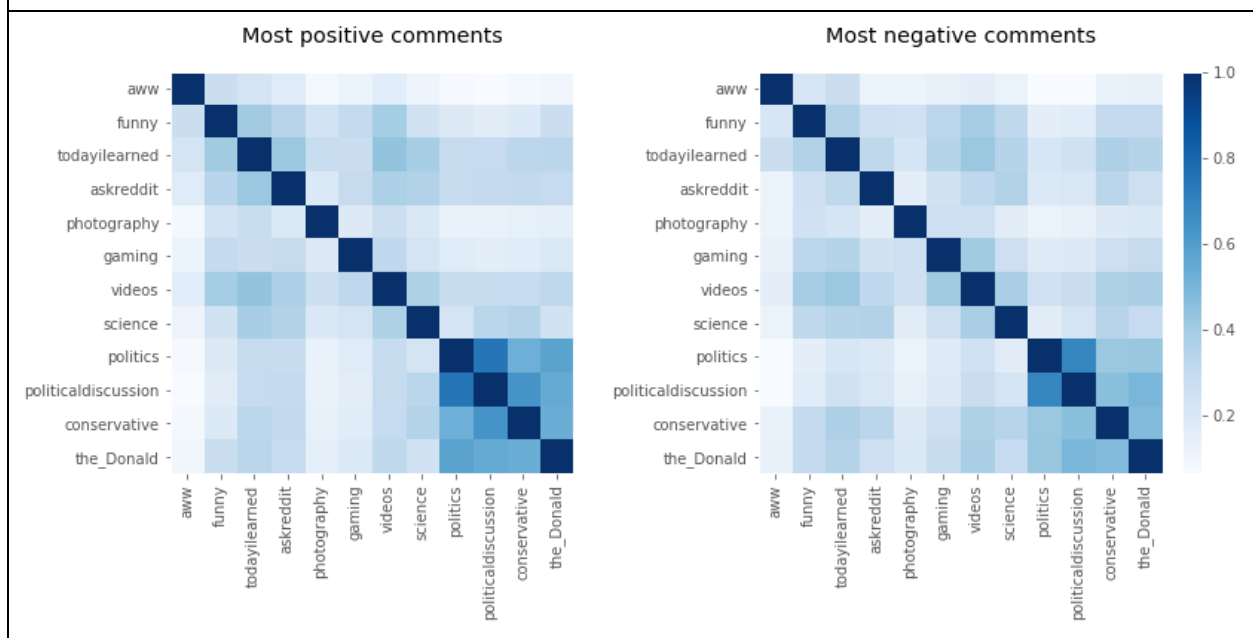 Most positive comments
aww
funny
todayilearned
askreddit
photography
gaming
videos
science
politics
politicaldiscussion
conservative
the_Donald
aww
funny
todayilearned
askreddit
photography
gaming
videos
science
politics
politicaldiscussion
conservative
the_Donald
Most negative comments
aww
funny
todayilearned
askreddit
photography
gaming
videos
science
politics
politicaldiscussion
conservative
the_Donald
aww
funny
todayilearned
askreddit
photography
gaming
videos
science
politics
politicaldiscussion
conservative
the_Donald
1.0
0.8
0.6
0.4
0.2